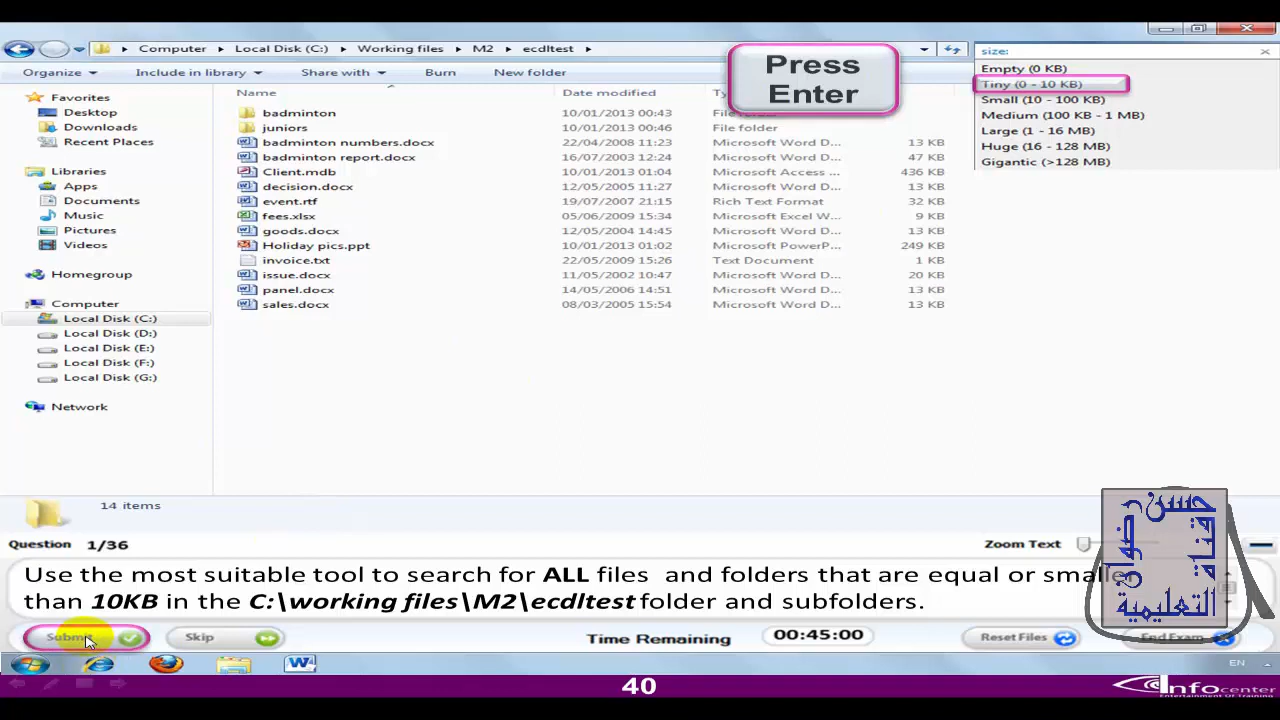 Computer ▸ Local Disk (C:) ▸ Working files ▸ M2 ▸ ecdltest ▸
size:
Organize Include in library Share with Burn New folder
Press
Enter
Empty (0 KB)
Tiny (0 - 10 KB)
Small (10 - 100 KB)
Medium (100 KB - 1 MB)
Large (1 - 16 MB)
Huge (16 - 128 MB)
Gigantic (>128 MB)
Favorites
Desktop
Downloads
Recent Places
Libraries
Apps
Documents
Music
Pictures
Videos
Homegroup
Computer
Local Disk (C:)
Local Disk (D:)
Local Disk (E:)
Local Disk (F:)
Local Disk (G:)
Network
Name Date modified
badminton 10/01/2013 00:43 File folder
juniors 10/01/2013 00:46 File folder
badminton numbers.docx 22/04/2008 11:23 Microsoft Word D... 13 KB
badminton report.docx 16/07/2003 12:24 Microsoft Word D... 47 KB
Client.mdb 10/01/2013 01:04 Microsoft Access ... 436 KB
decision.docx 12/05/2005 11:27 Microsoft Word D... 13 KB
event.rtf 19/07/2007 21:15 Rich Text Format 32 KB
fees.xlsx 05/06/2009 15:34 Microsoft Excel W... 9 KB
goods.docx 12/05/2004 14:45 Microsoft Word D... 13 KB
Holiday pics.ppt 10/01/2013 01:02 Microsoft PowerP... 249 KB
invoice.txt 22/05/2009 15:26 Text Document 1 KB
issue.docx 11/05/2002 10:47 Microsoft Word D... 20 KB
panel.docx 14/05/2006 14:51 Microsoft Word D... 13 KB
sales.docx 08/03/2005 15:54 Microsoft Word D... 13 KB
14 items
Question 1/36
Zoom Text
Use the most suitable tool to search for ALL files and folders that are equal or smaller
than 10KB in the C:\working files\M2\ecdltest folder and subfolders.
Submit Skip Time Remaining 00:45:00 Reset Files End Exam
حسن رضوان
قناة
التعليمية
EN
40
Infocenter